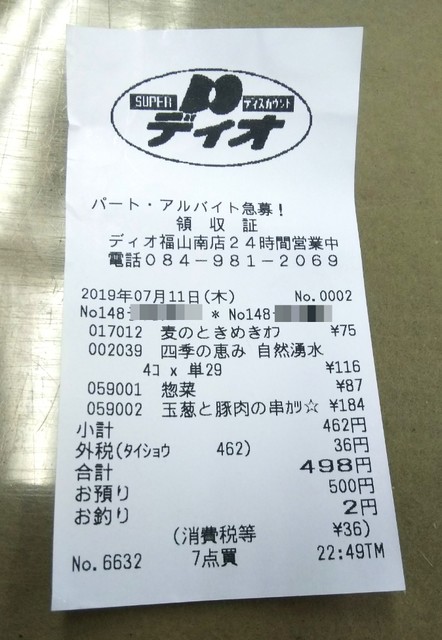 SUPER ディスカウント
ディオ
パート・アルバイト急募!
領収証
ディオ福山南店24時間営業中
電話084-981-2069
2019年07月11日(木) No.0002
No148- * No148-
017012 麦のときめきｵﾌ ¥75
002039 四季の恵み 自然湧水
4ｺ x 単29 ¥116
059001 惣菜 ¥87
059002 玉葱と豚肉の串ｶﾂ☆ ¥184
小計 462円
外税(ﾀｲｼｮｳ 462) 36円
合計 498円
お預り 500円
お釣り 2円
(消費税等 ¥36)
No.6632 7点買 22:49TM